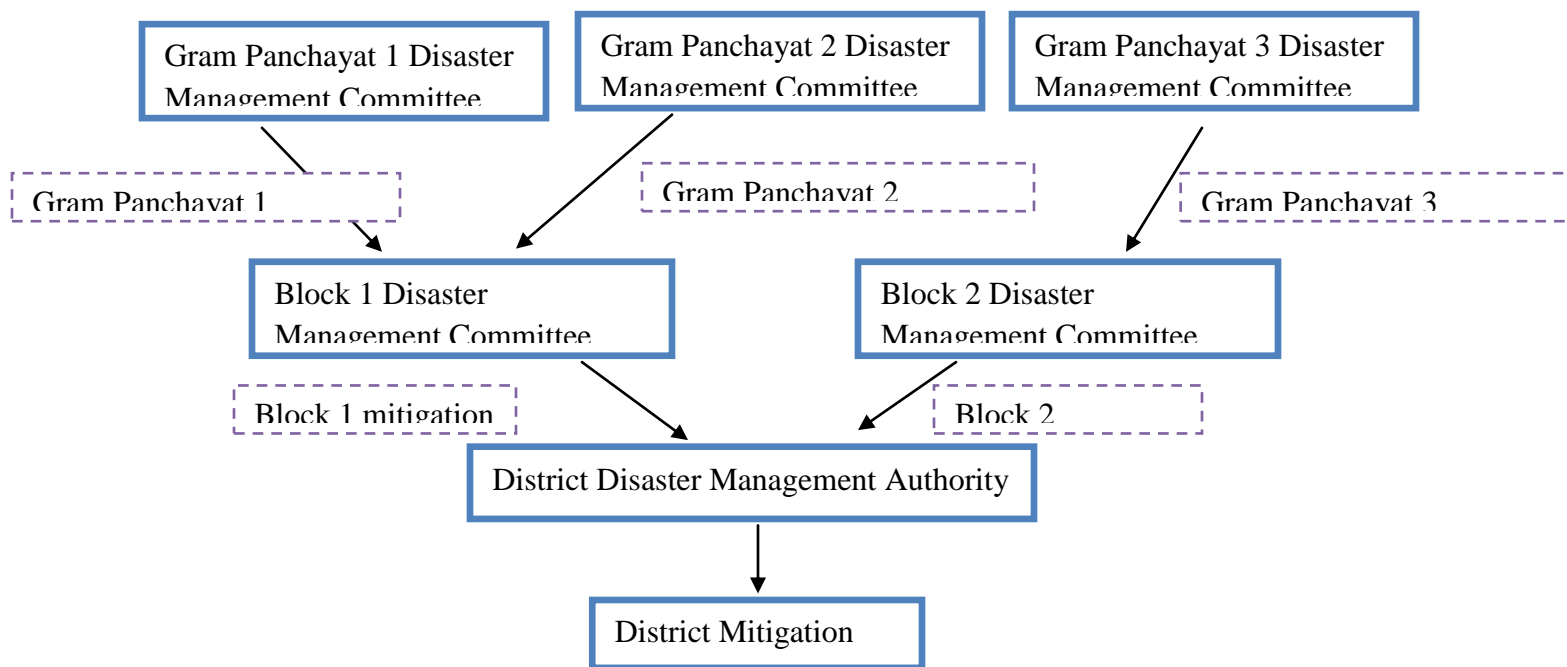 Gram Panchayat 1 Disaster
Management Committee
Gram Panchayat 2 Disaster
Management Committee
Gram Panchayat 3 Disaster
Management Committee
Gram Panchayat 1
Gram Panchayat 2
Gram Panchayat 3
Block 1 Disaster
Management Committee
Block 2 Disaster
Management Committee
Block 1 mitigation
Block 2
District Disaster Management Authority
District Mitigation